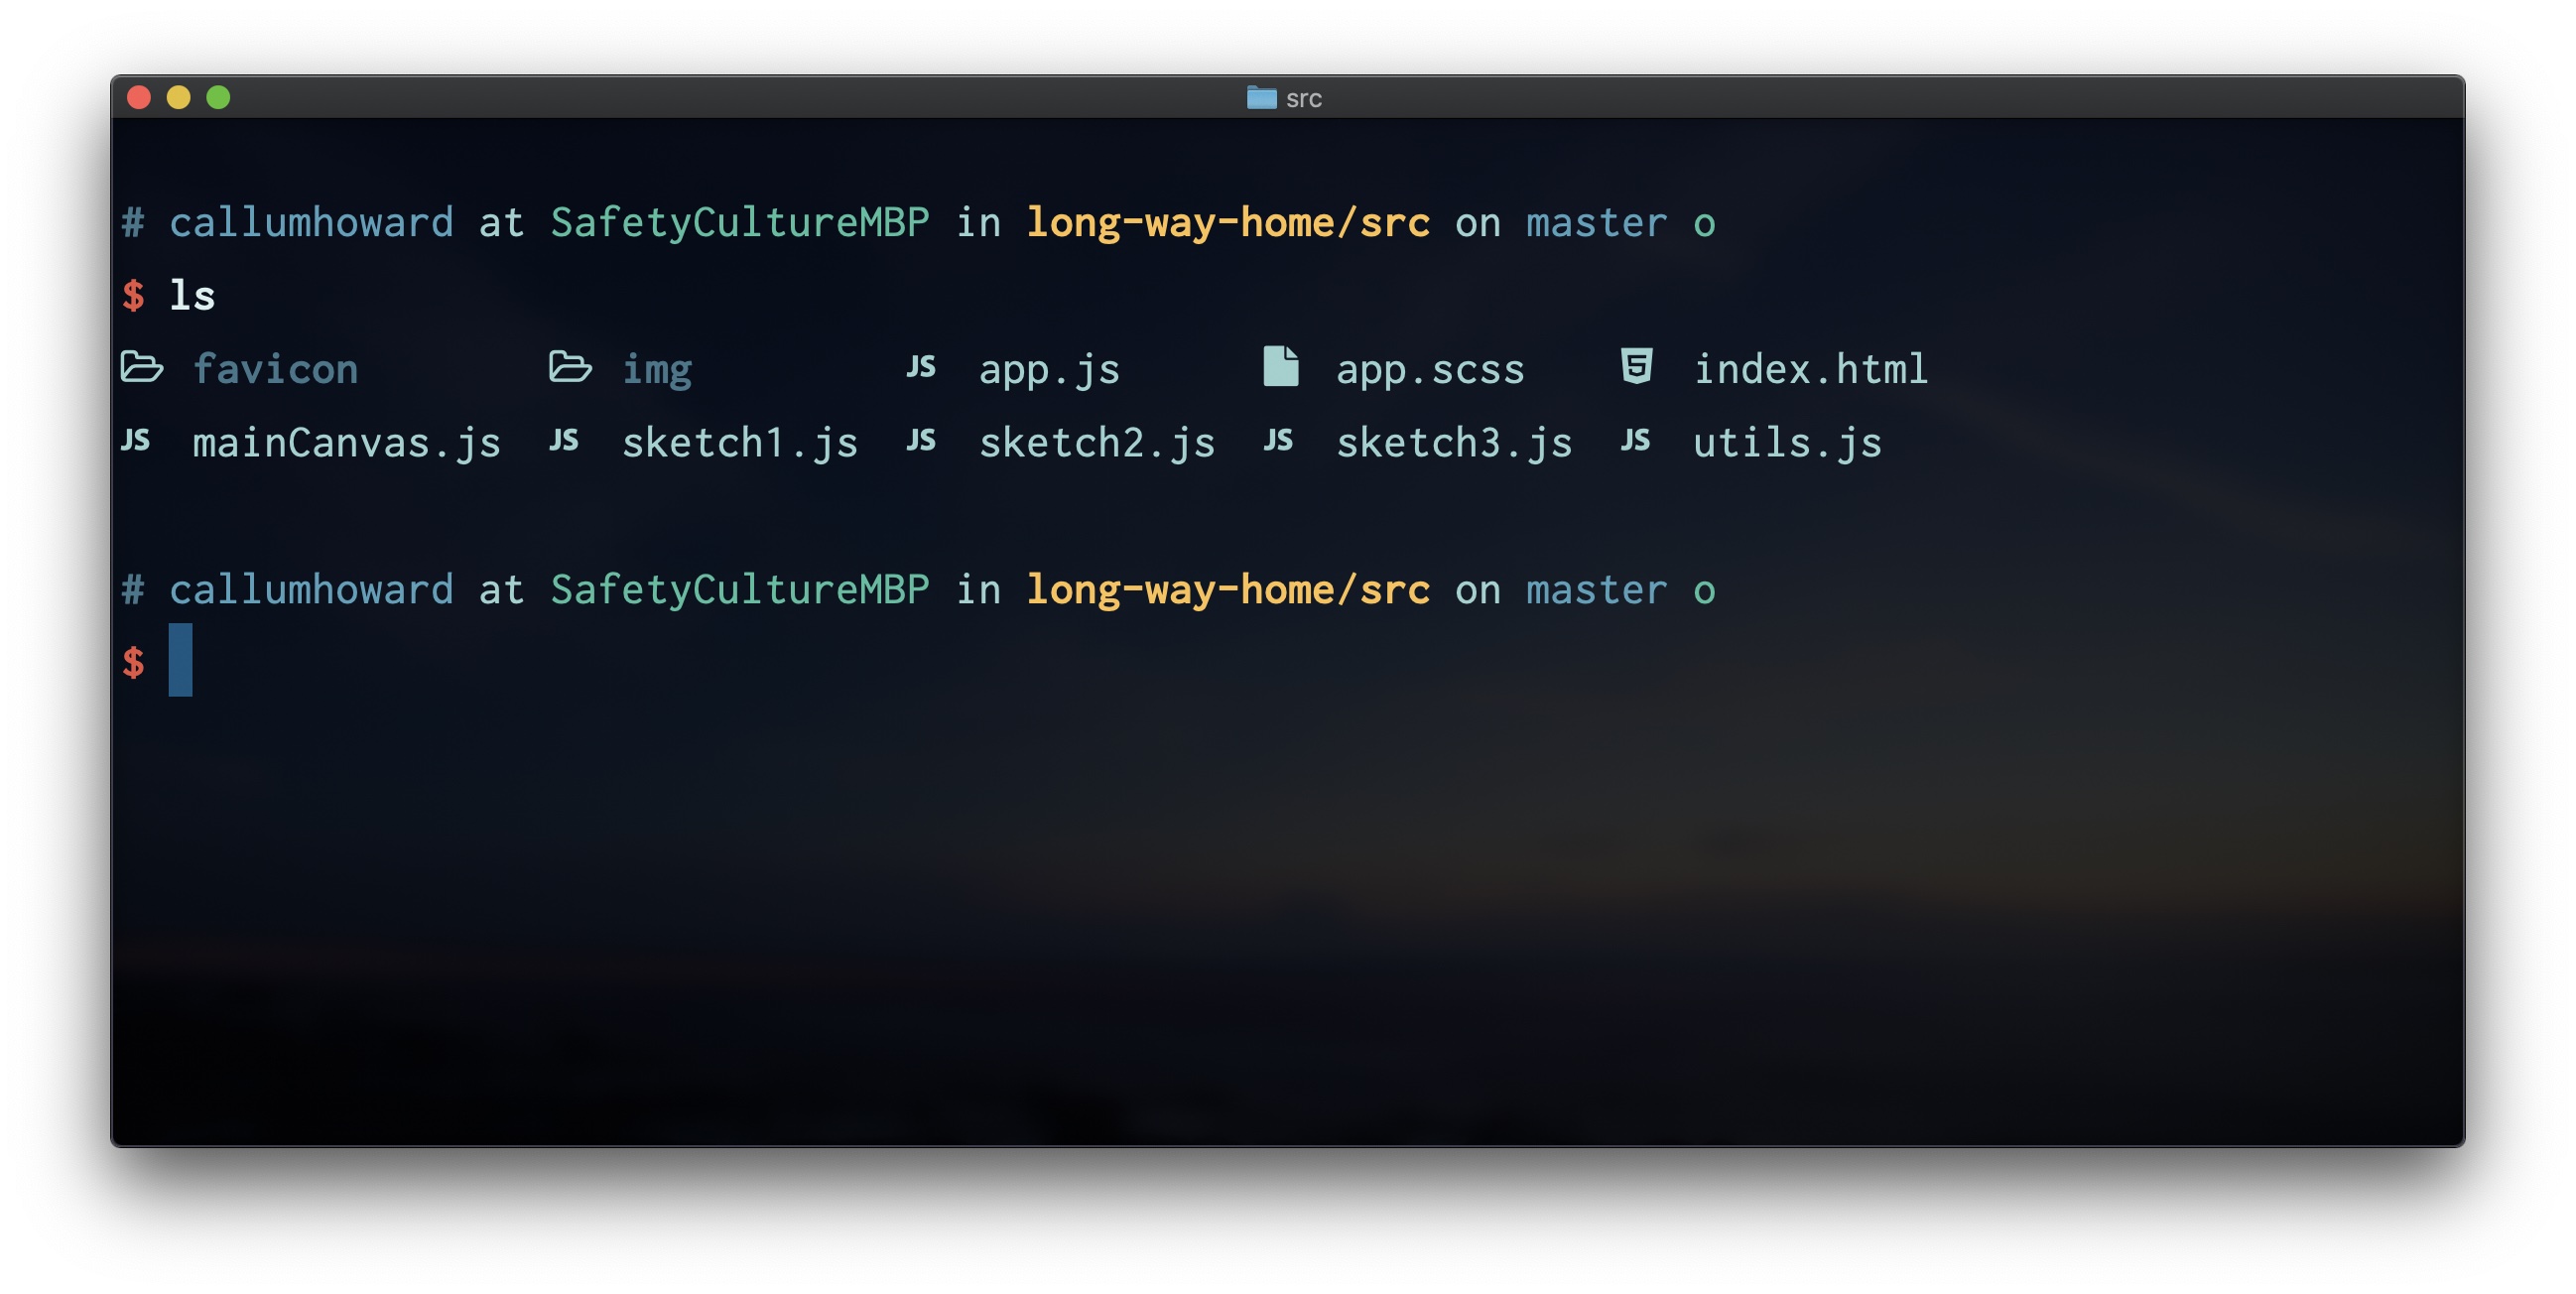 src
# callumhoward at SafetyCultureMBP in long-way-home/src on master o
$ ls
favicon img JS app.js app.scss 5 index.html
JS mainCanvas.js JS sketch1.js JS sketch2.js JS sketch3.js JS utils.js
# callumhoward at SafetyCultureMBP in long-way-home/src on master o
$